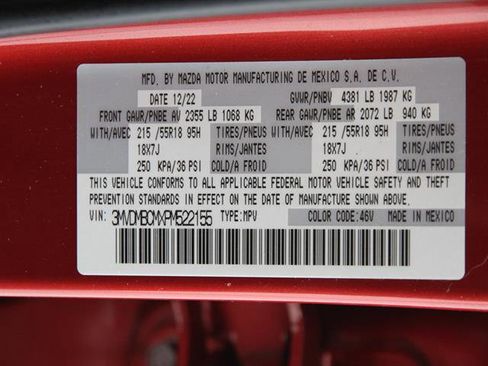 MFD. BY MAZDA MOTOR MANUFACTURING DE MEXICO S.A. DE C.V.
DATE 12/22 GVWR/PNBV 4381 LB 1987 KG
FRONT GAWR/PNBE AV 2355 LB 1068 KG REAR GAWR/PNBE AR 2072 LB 940 KG
WITH/AVEC 215 /55R18 95H TIRES/PNEUS WITH/AVEC 215 /55R18 95H TIRES/PNEUS
18X7J RIMS/JANTES 18X7J RIMS/JANTES
250 KPA/36 PSI COLD/A FROID 250 KPA/36 PSI COLD/A FROID
THIS VEHICLE CONFORMS TO ALL APPLICABLE FEDERAL MOTOR VEHICLE SAFETY AND THEFT
PREVENTION STANDARDS IN EFFECT ON THE DATE OF MANUFACTURE SHOWN ABOVE.
VIN: 3MVDMBCMXPM522155 TYPE:MPV COLOR CODE:46V MADE IN MEXICO